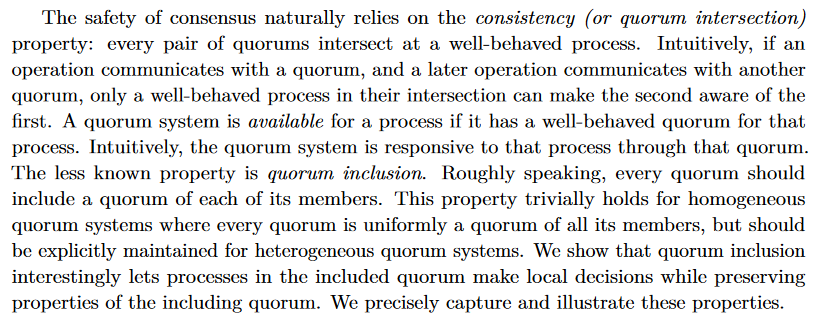 The safety of consensus naturally relies on the consistency (or quorum intersection)
property: every pair of quorums intersect at a well-behaved process. Intuitively, if an
operation communicates with a quorum, and a later operation communicates with another
quorum, only a well-behaved process in their intersection can make the second aware of the
first. A quorum system is available for a process if it has a well-behaved quorum for that
process. Intuitively, the quorum system is responsive to that process through that quorum.
The less known property is quorum inclusion. Roughly speaking, every quorum should
include a quorum of each of its members. This property trivially holds for homogeneous
quorum systems where every quorum is uniformly a quorum of all its members, but should
be explicitly maintained for heterogeneous quorum systems. We show that quorum inclusion
interestingly lets processes in the included quorum make local decisions while preserving
properties of the including quorum. We precisely capture and illustrate these properties.